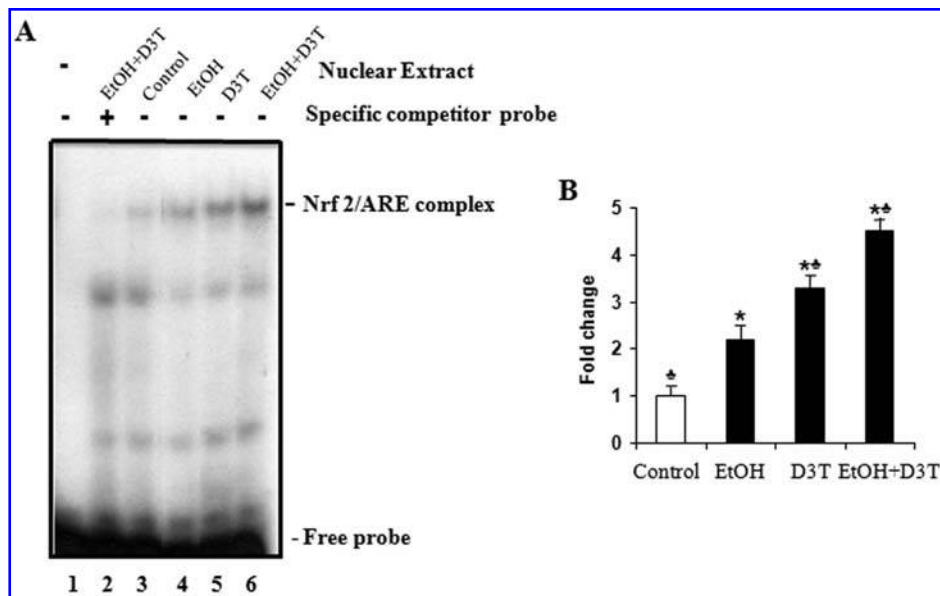 A
- EtOH+D3T Control EtOH D3T EtOH+D3T Nuclear Extract
- + - - - - Specific competitor probe
- Nrf 2/ARE complex
- Free probe
1 2 3 4 5 6
B
Fold change
5
4
3
2
1
0
♣
*
*♣
*♣
Control EtOH D3T EtOH+D3T